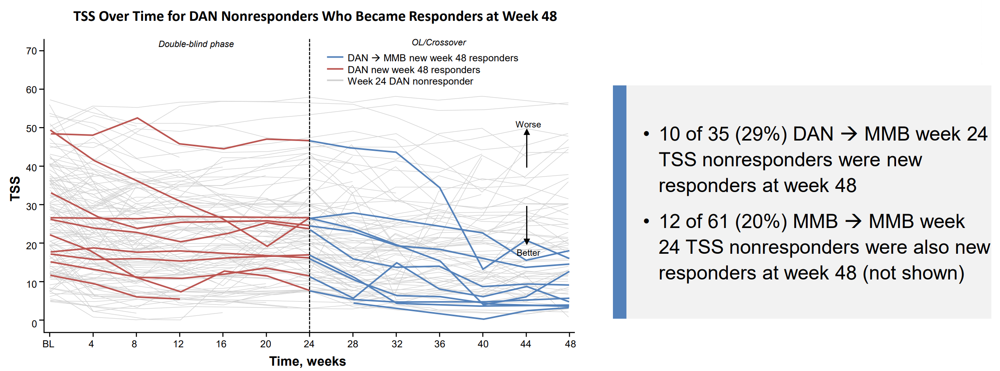 TSS Over Time for DAN Nonresponders Who Became Responders at Week 48
Double-blind phase
OL/Crossover
DAN → MMB new week 48 responders
DAN new week 48 responders
Week 24 DAN nonresponder
TSS
70
60
50
40
30
20
10
0
Worse
Better
BL 4 8 12 16 20 24 28 32 36 40 44 48
Time, weeks
• 10 of 35 (29%) DAN → MMB week 24
TSS nonresponders were new
responders at week 48
• 12 of 61 (20%) MMB → MMB week
24 TSS nonresponders were also new
responders at week 48 (not shown)